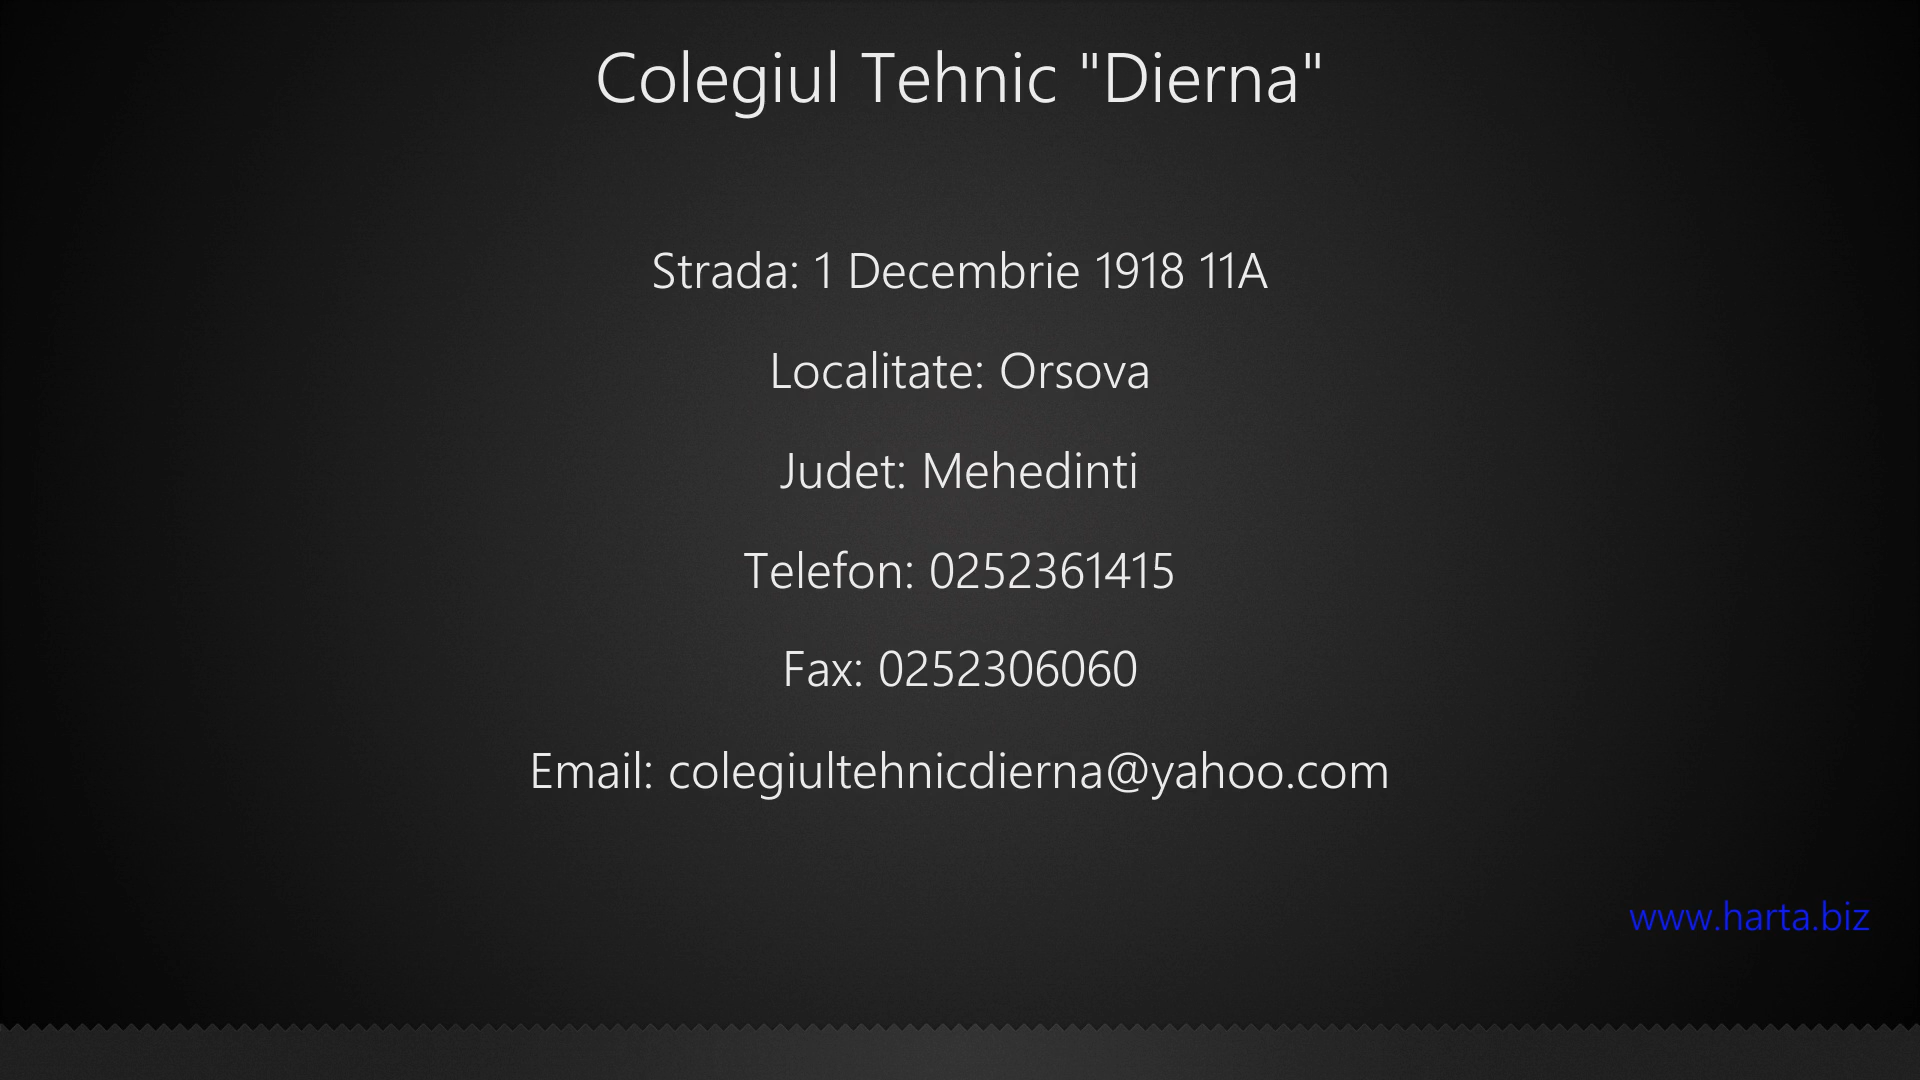 Colegiul Tehnic "Dierna"
Strada: 1 Decembrie 1918 11A
Localitate: Orsova
Judet: Mehedinti
Telefon: 0252361415
Fax: 0252306060
Email: colegiultehnicdierna@yahoo.com
www.harta.biz